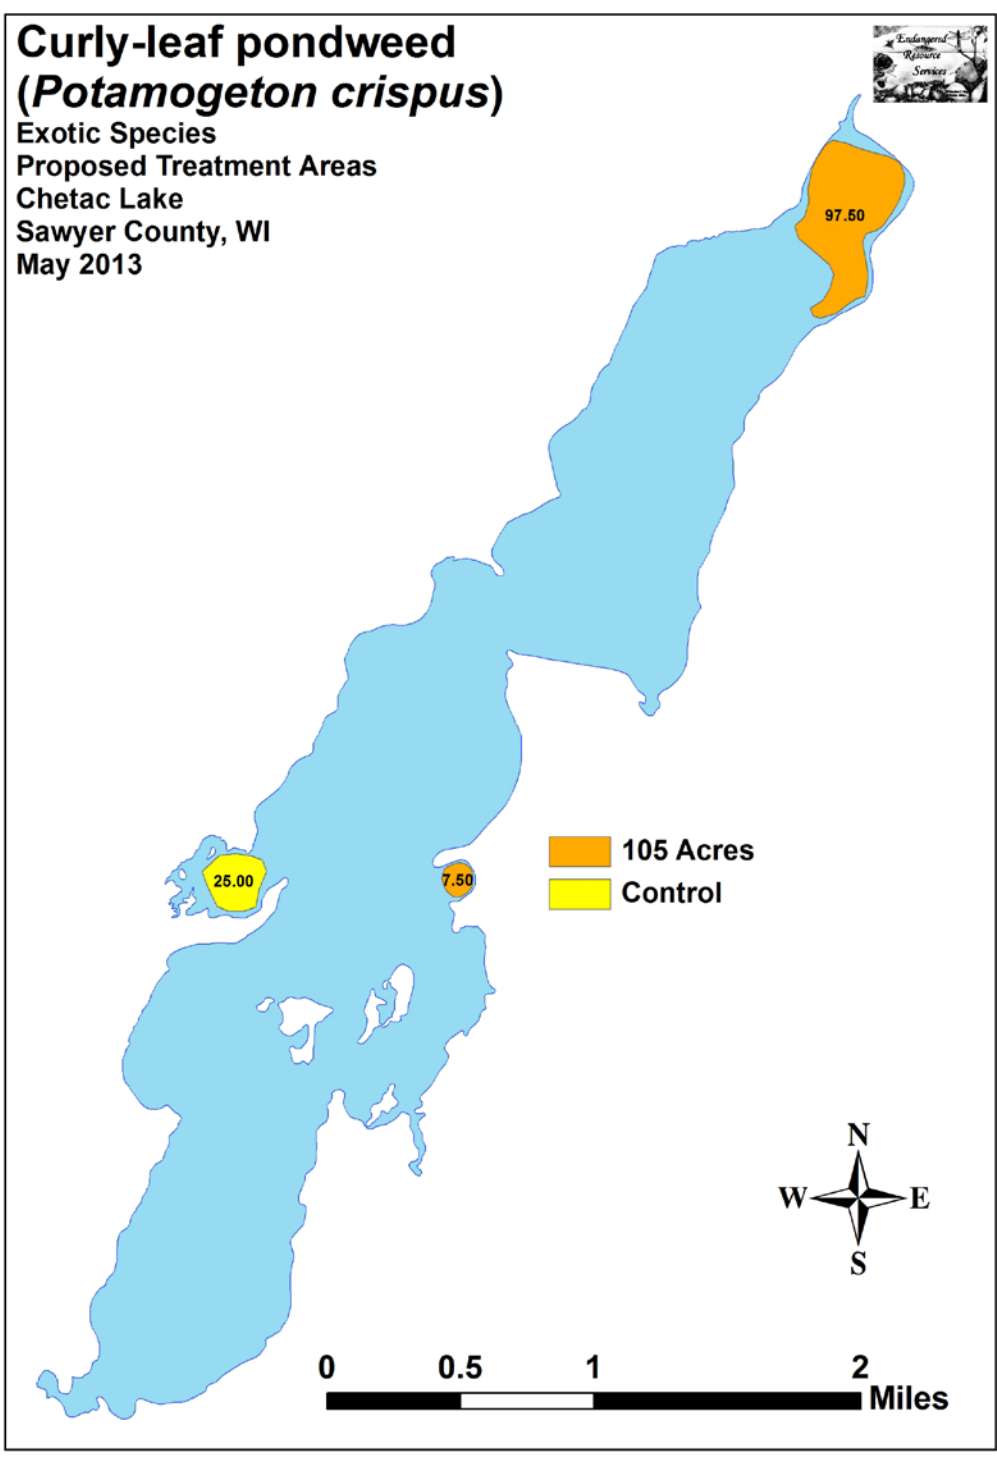 Curly-leaf pondweed
(Potamogeton crispus)
Exotic Species
Proposed Treatment Areas
Chetac Lake
Sawyer County, WI
May 2013
Endangered
Resource
Services
97.50
105 Acres
25.00
7.50
Control
N
W E
S
0 0.5 1 2
Miles